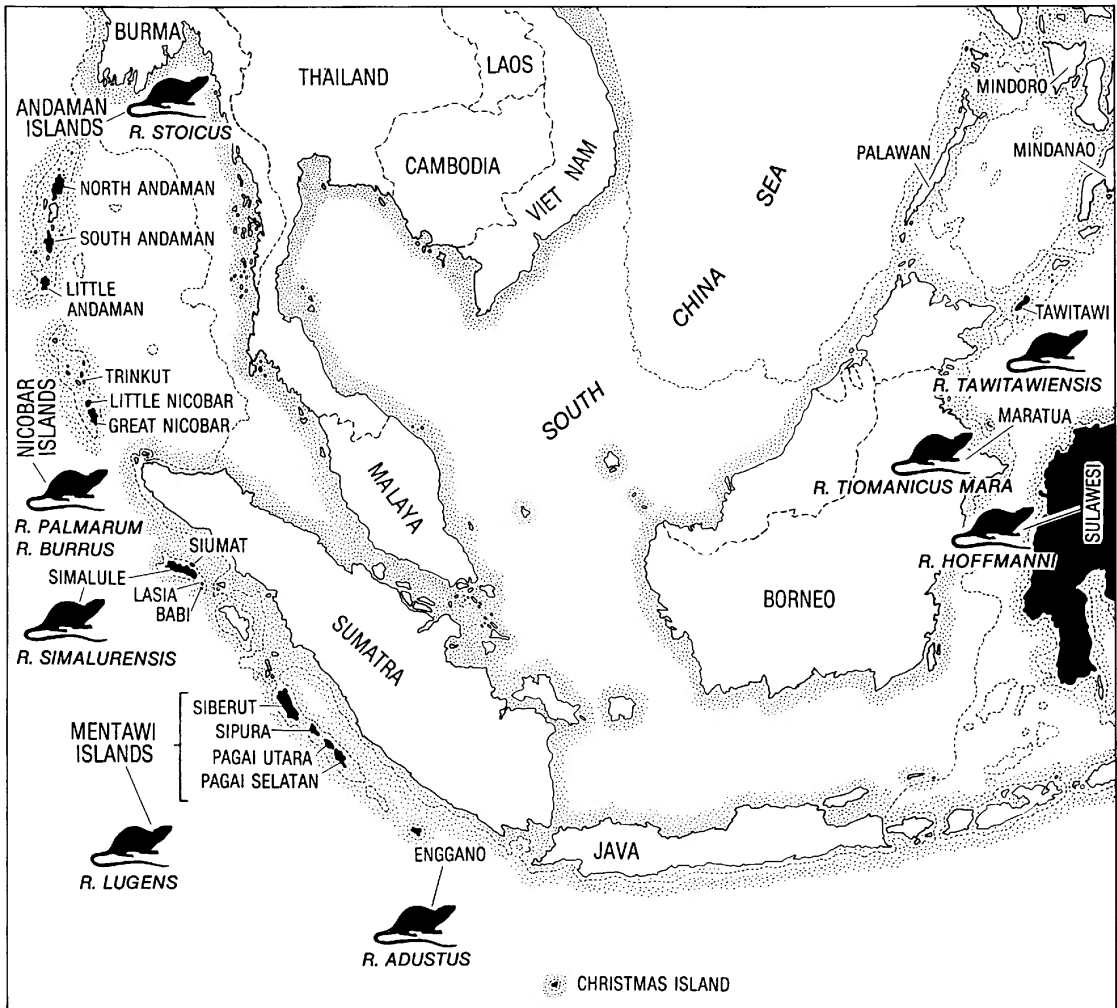 BURMA
THAILAND
LAOS
CAMBODIA
VIET NAM
ANDAMAN
ISLANDS
R. STOICUS
NORTH ANDAMAN
SOUTH ANDAMAN
LITTLE
ANDAMAN
TRINKUT
LITTLE NICOBAR
GREAT NICOBAR
NICOBAR
ISLANDS
R. PALMARUM
R. BURRUS
SIUMAT
SIMALULE
LASIA
BABI
R. SIMALURENSIS
MALAYA
SUMATRA
MENTAWI
ISLANDS
SIBERUT
SIPURA
PAGAI UTARA
PAGAI SELATAN
R. LUGENS
ENGGANO
R. ADUSTUS
JAVA
CHRISTMAS ISLAND
SOUTH
CHINA
SEA
MINDORO
PALAWAN
MINDANAO
TAWITAWI
R. TAWITAWIENSIS
MARATUA
R. TIOMANICUS MARA
SULAWESI
R. HOFFMANNI
BORNEO